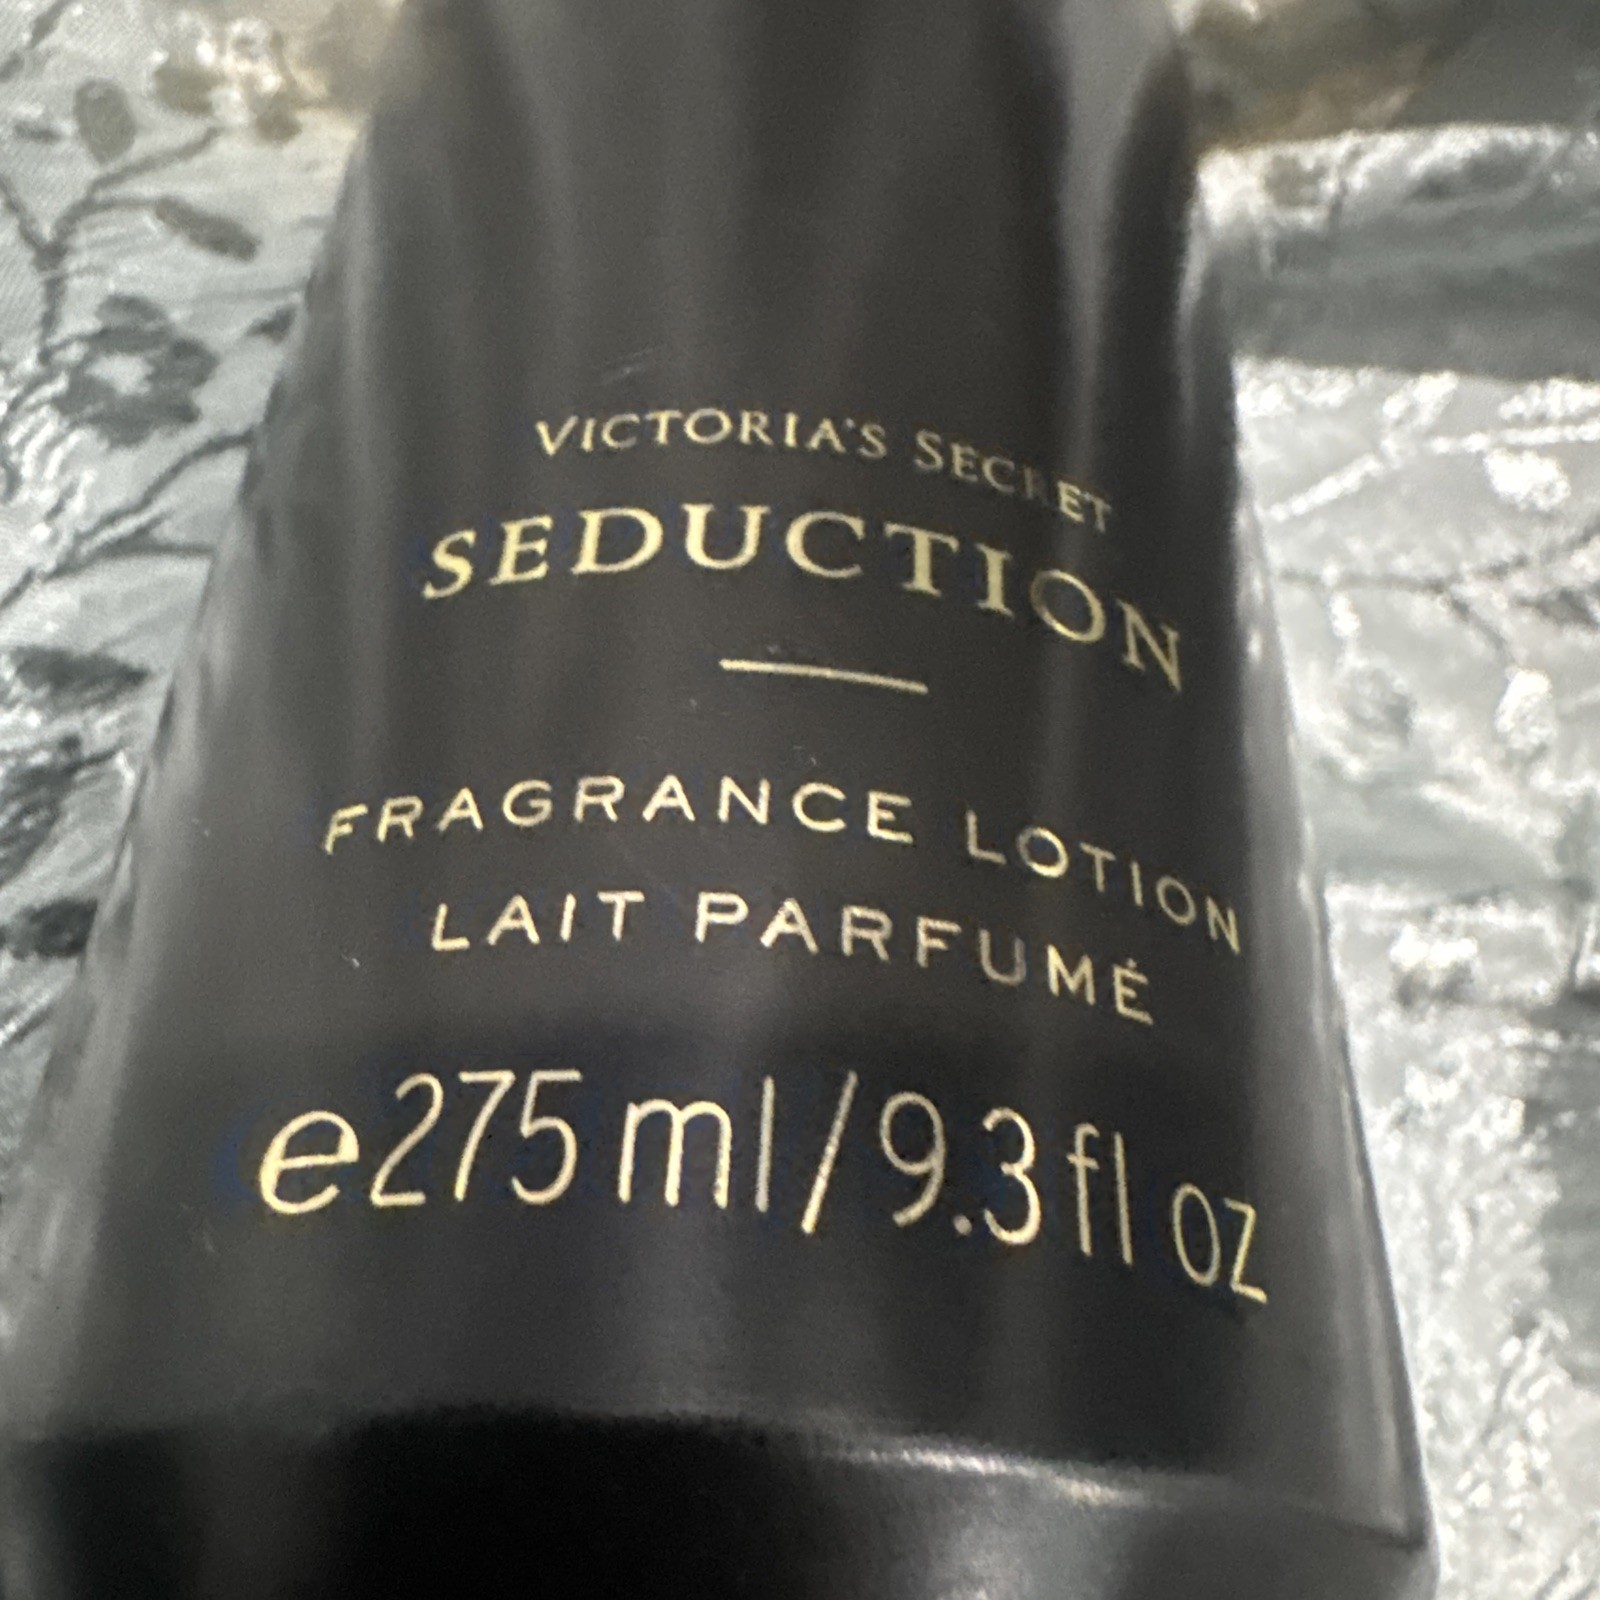 VICTORIA'S SECRET
SEDUCTION
FRAGRANCE LOTION
LAIT PARFUMÉ
e275 ml/9.3 fl oz